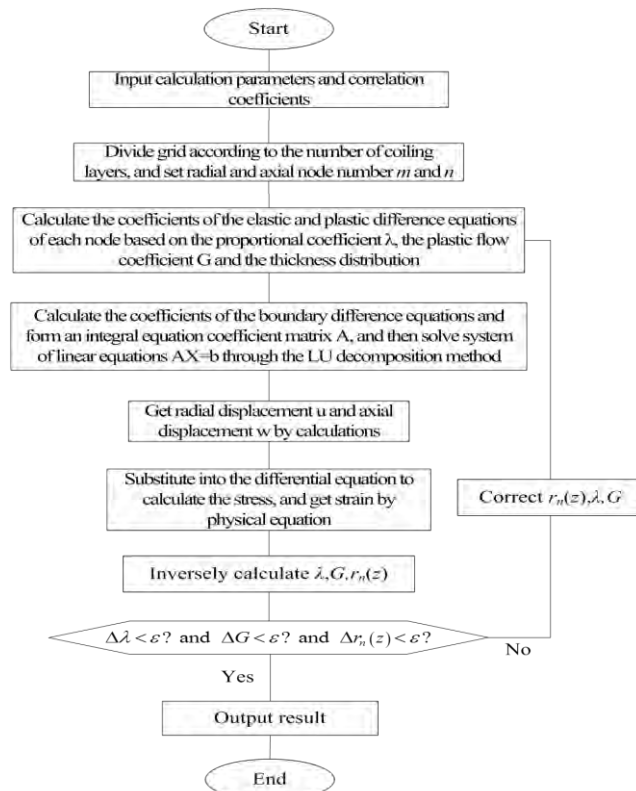 Start
Input calculation parameters and correlation
coefficients
Divide grid according to the number of coiling
layers, and set radial and axial node number m and n
Calculate the coefficients of the elastic and plastic difference equations
of each node based on the proportional coefficient λ, the plastic flow
coefficient G and the thickness distribution
Calculate the coefficients of the boundary difference equations and
form an integral equation coefficient matrix A, and then solve system
of linear equations AX=b through the LU decomposition method
Get radial displacement u and axial
displacement w by calculations
Substitute into the differential equation to
calculate the stress, and get strain by
physical equation
Correct rₙ(z),λ,G
Inversely calculate λ,G,rₙ(z)
Δλ<ε? and ΔG<ε? and Δrₙ(z)<ε?
No
Yes
Output result
End